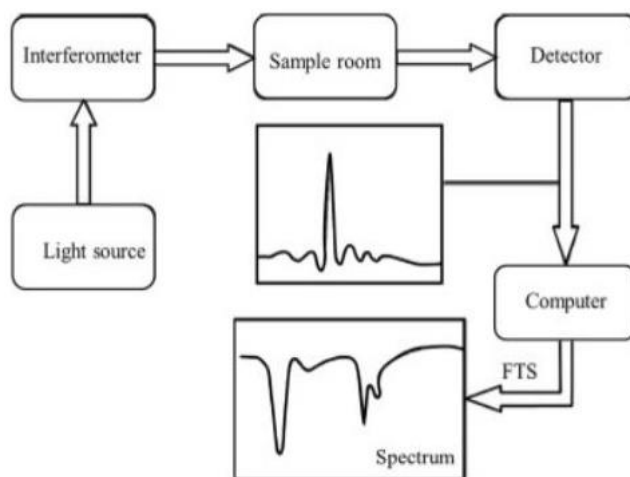 Interferometer
Sample room
Detector
Light source
Computer
FTS
Spectrum